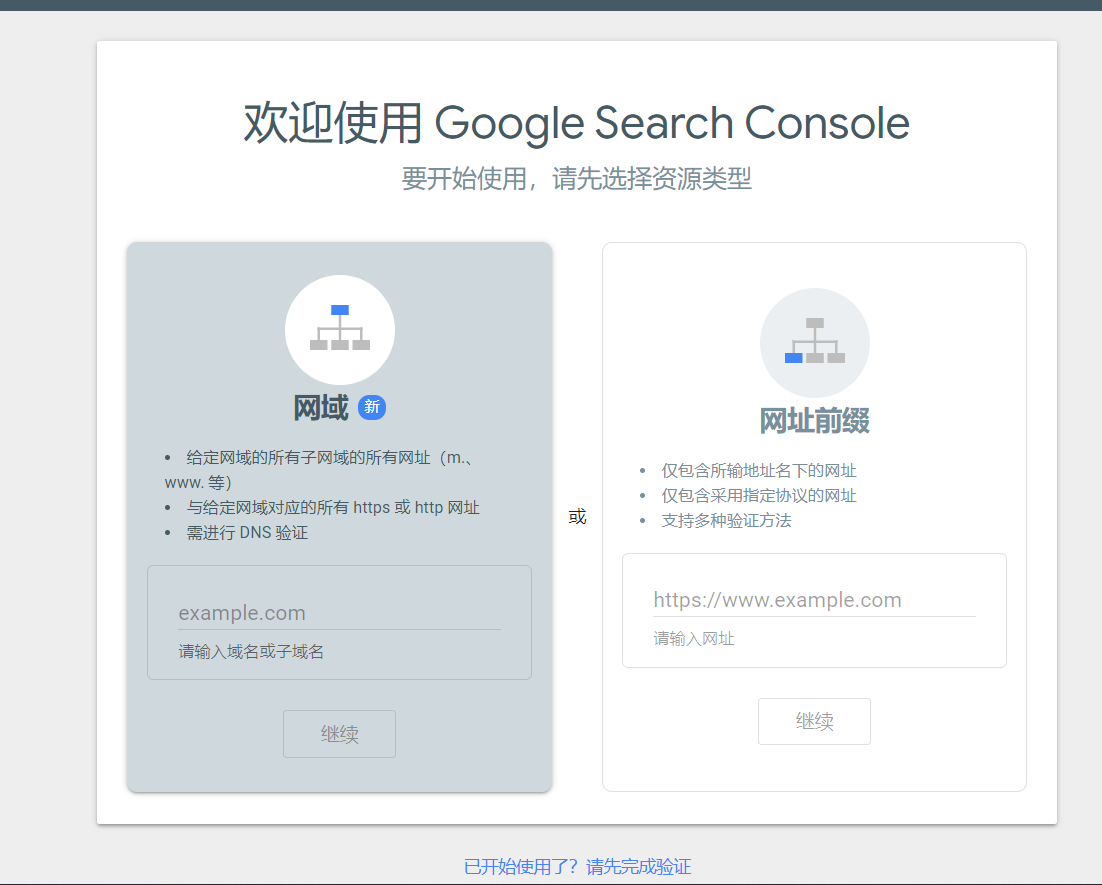 欢迎使用 Google Search Console
要开始使用，请先选择资源类型
网域 新
• 给定网域的所有子网域的所有网址（m.、
www. 等）
• 与给定网域对应的所有 https 或 http 网址
• 需进行 DNS 验证
example.com
请输入域名或子域名
继续
或
网址前缀
• 仅包含所输地址名下的网址
• 仅包含采用指定协议的网址
• 支持多种验证方法
https://www.example.com
请输入网址
继续
已开始使用了？请先完成验证